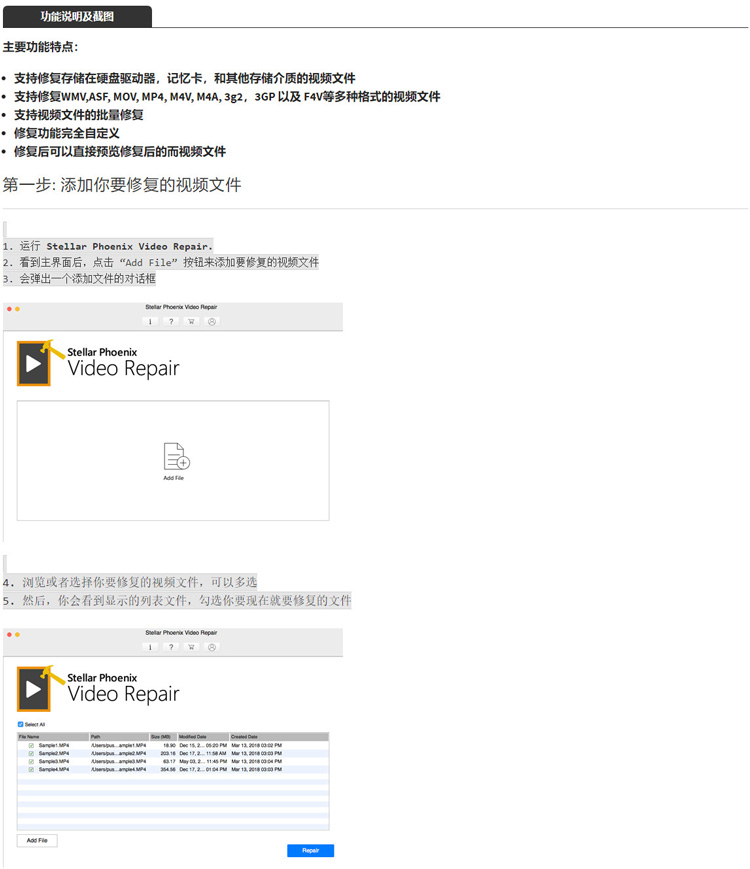 功能说明及截图
主要功能特点：
支持修复存储在硬盘驱动器，记忆卡，和其他存储介质的视频文件
支持修复WMV,ASF, MOV, MP4, M4V, M4A, 3g2，3GP 以及 F4V等多种格式的视频文件
支持视频文件的批量修复
修复功能完全自定义
修复后可以直接预览修复后的而视频文件
第一步: 添加你要修复的视频文件
1. 运行 Stellar Phoenix Video Repair.
2. 看到主界面后，点击 “Add File” 按钮来添加要修复的视频文件
3. 会弹出一个添加文件的对话框
Stellar Phoenix Video Repair
i ?
Stellar Phoenix
Video Repair
Add File
4. 浏览或者选择你要修复的视频文件，可以多选
5. 然后，你会看到显示的列表文件，勾选你要现在就要修复的文件
Stellar Phoenix Video Repair
i ?
Stellar Phoenix
Video Repair
Select All
File Name Path Size (MB) Modified Date Created Date
Sample1.MP4 /Users/pus...ample1.MP4 18.90 Dec 15, 2... 05:20 PM Mar 13, 2018 03:02 PM
Sample2.MP4 /Users/pus...ample2.MP4 203.16 Dec 17, 2... 11:58 AM Mar 13, 2018 03:03 PM
Sample3.MP4 /Users/pus...ample3.MP4 63.17 May 03, 2... 11:45 PM Mar 13, 2018 03:04 PM
Sample4.MP4 /Users/pus...ample4.MP4 354.56 Dec 17, 2... 01:04 PM Mar 13, 2018 03:03 PM
Add File
Repair